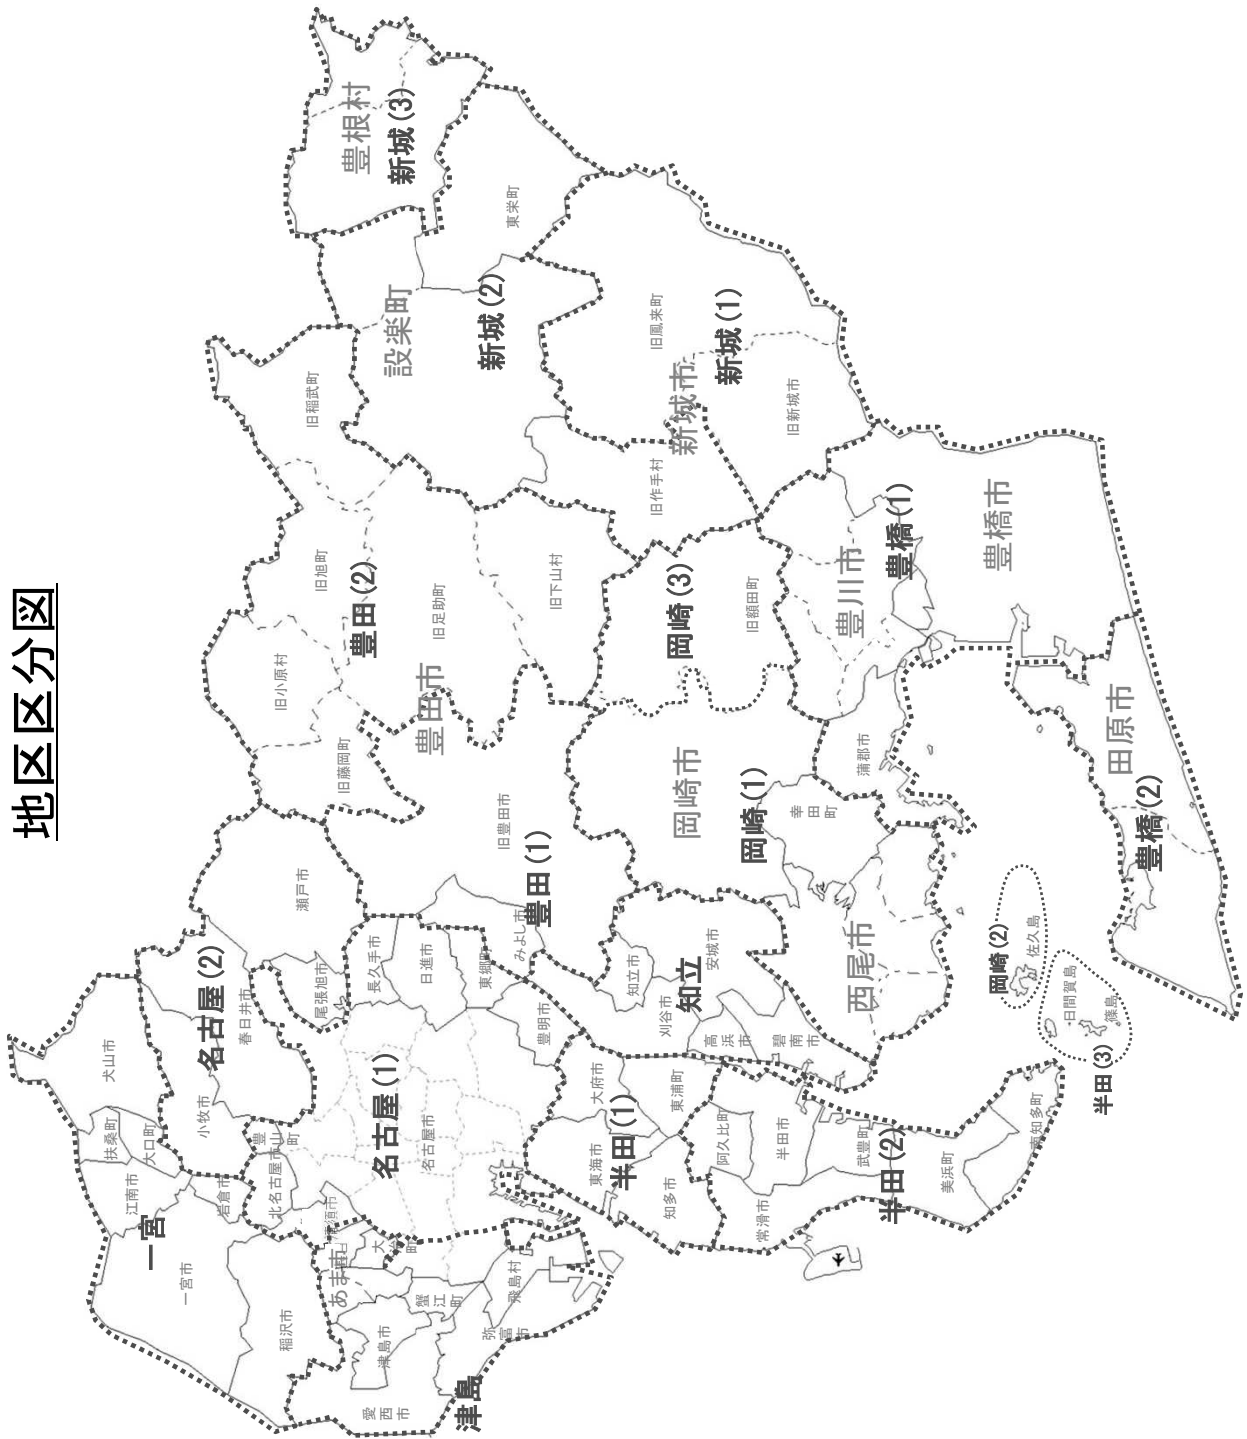 地区区分図
豊根村
新城(3)
東栄町
設楽町
新城(2)
旧鳳来町
新城市
新城(1)
旧新城市
旧作手村
旧稲武町
旧旭町
豊田(2)
旧足助町
旧下山村
旧小原村
豊田市
旧藤岡町
旧豊田市
豊田(1)
みよし市
岡崎(3)
旧額田町
岡崎市
岡崎(1)
幸田町
豊川市
豊橋(1)
豊橋市
蒲郡市
田原市
豊橋(2)
西尾市
岡崎(2)
佐久島
日間賀島
篠島
半田(3)
瀬戸市
名古屋(2)
春日井市
尾張旭市
小牧市
長久手市
日進市
東郷町
豊明市
名古屋(1)
名古屋市
豊山町
北名古屋市
清須市
知立市
安城市
知立
刈谷市
高浜市
碧南市
犬山市
扶桑町
大口町
江南市
岩倉市
一宮
一宮市
稲沢市
あま市
大治町
蟹江町
津島市
飛島村
弥富市
愛西市
津島
大府市
東浦町
半田(1)
東海市
知多市
阿久比町
半田市
武豊町
半田(2)
常滑市
美浜町
南知多町